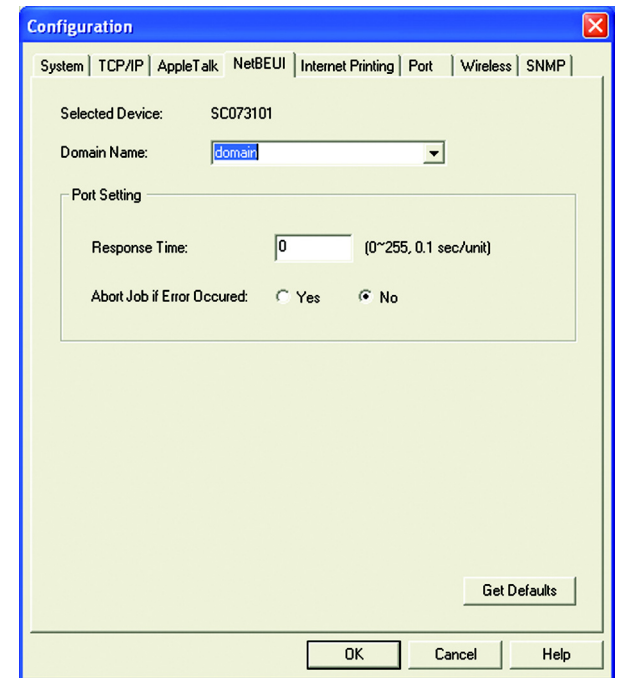 Configuration
System TCP/IP AppleTalk NetBEUI Internet Printing Port Wireless SNMP
Selected Device: SC073101
Domain Name: domain
Port Setting
Response Time: 0 (0~255, 0.1 sec/unit)
Abort Job if Error Occured: Yes No
Get Defaults
OK Cancel Help